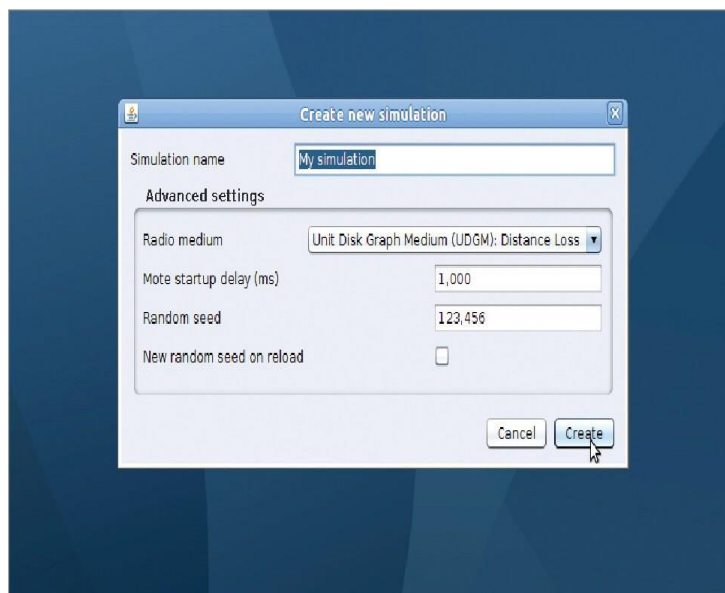 Create new simulation
Simulation name My simulation
Advanced settings
Radio medium Unit Disk Graph Medium (UDGM): Distance Loss
Mote startup delay (ms) 1,000
Random seed 123,456
New random seed on reload
Cancel Create